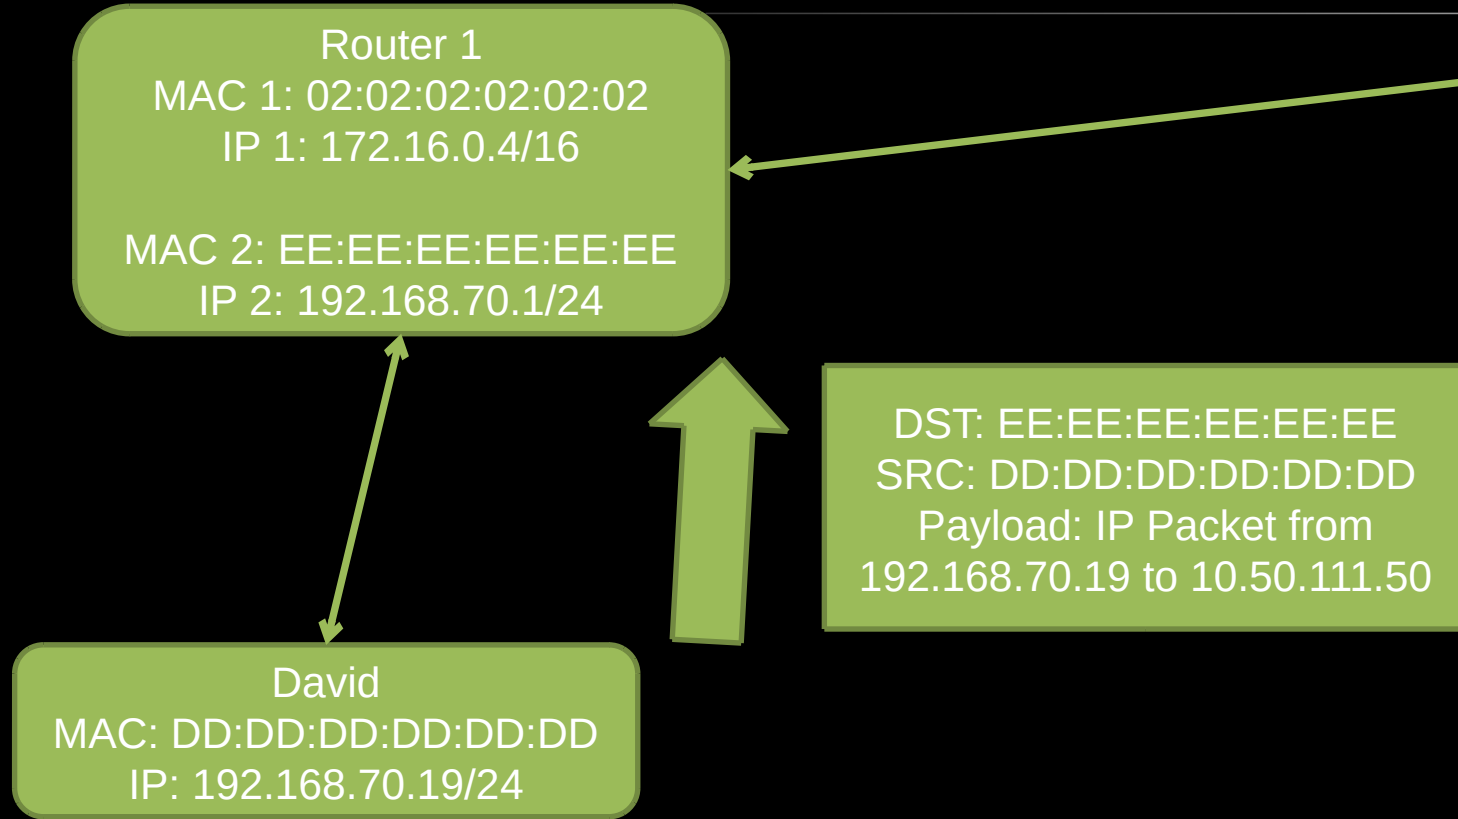 Router 1
MAC 1: 02:02:02:02:02:02
IP 1: 172.16.0.4/16
MAC 2: EE:EE:EE:EE:EE:EE
IP 2: 192.168.70.1/24
DST: EE:EE:EE:EE:EE:EE
SRC: DD:DD:DD:DD:DD:DD
Payload: IP Packet from
192.168.70.19 to 10.50.111.50
David
MAC: DD:DD:DD:DD:DD:DD
IP: 192.168.70.19/24